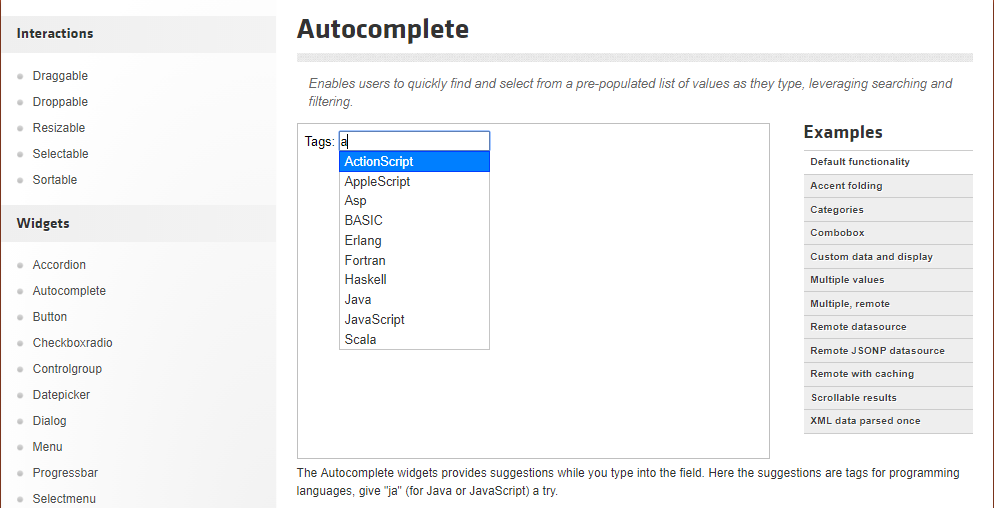 Interactions
Draggable
Droppable
Resizable
Selectable
Sortable
Widgets
Accordion
Autocomplete
Button
Checkboxradio
Controlgroup
Datepicker
Dialog
Menu
Progressbar
Selectmenu
Autocomplete
Enables users to quickly find and select from a pre-populated list of values as they type, leveraging searching and
filtering.
Tags: a
ActionScript
AppleScript
Asp
BASIC
Erlang
Fortran
Haskell
Java
JavaScript
Scala
Examples
Default functionality
Accent folding
Categories
Combobox
Custom data and display
Multiple values
Multiple, remote
Remote datasource
Remote JSONP datasource
Remote with caching
Scrollable results
XML data parsed once
The Autocomplete widgets provides suggestions while you type into the field. Here the suggestions are tags for programming
languages, give "ja" (for Java or JavaScript) a try.